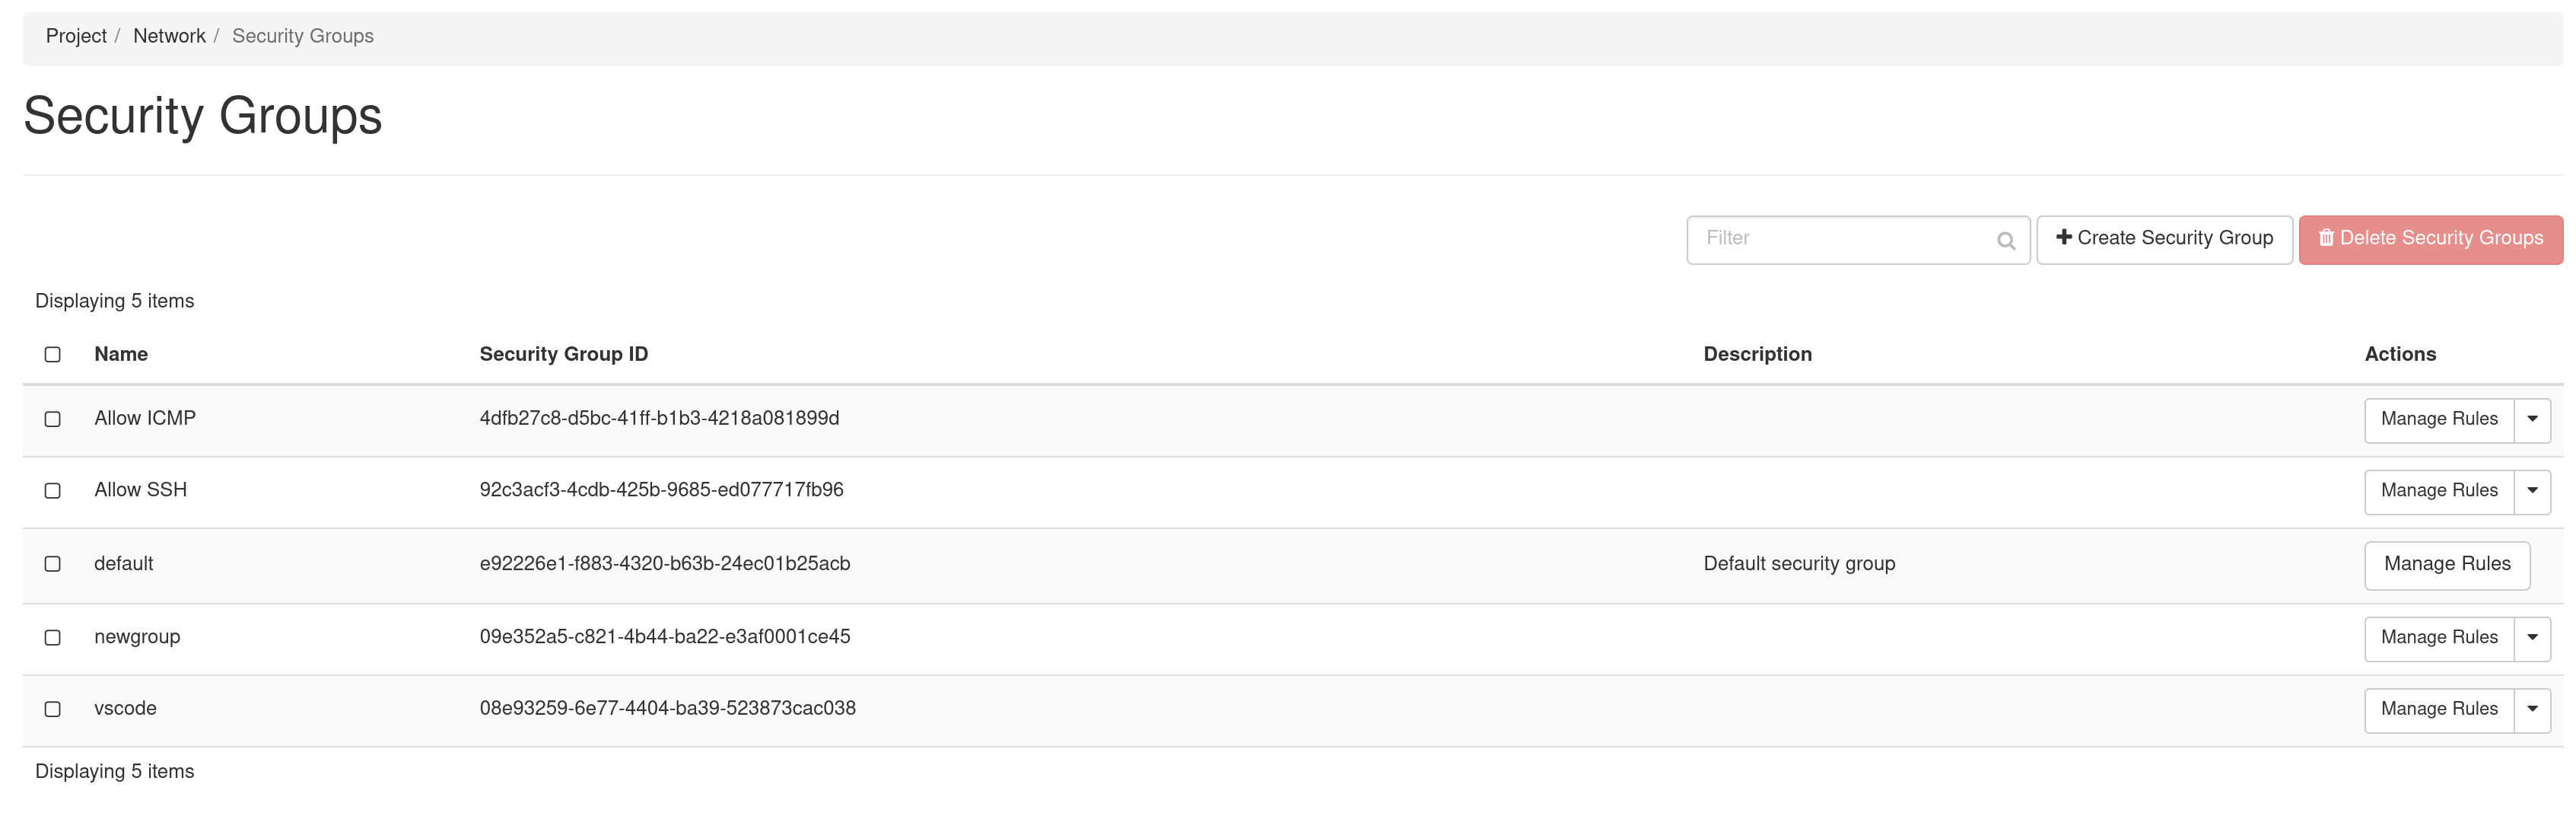 Project / Network / Security Groups
Security Groups
Filter Create Security Group Delete Security Groups
Displaying 5 items
Name Security Group ID Description Actions
Allow ICMP 4dfb27c8-d5bc-41ff-b1b3-4218a081899d Manage Rules
Allow SSH 92c3acf3-4cdb-425b-9685-ed077717fb96 Manage Rules
default e92226e1-f883-4320-b63b-24ec01b25acb Default security group Manage Rules
newgroup 09e352a5-c821-4b44-ba22-e3af0001ce45 Manage Rules
vscode 08e93259-6e77-4404-ba39-523873cac038 Manage Rules
Displaying 5 items